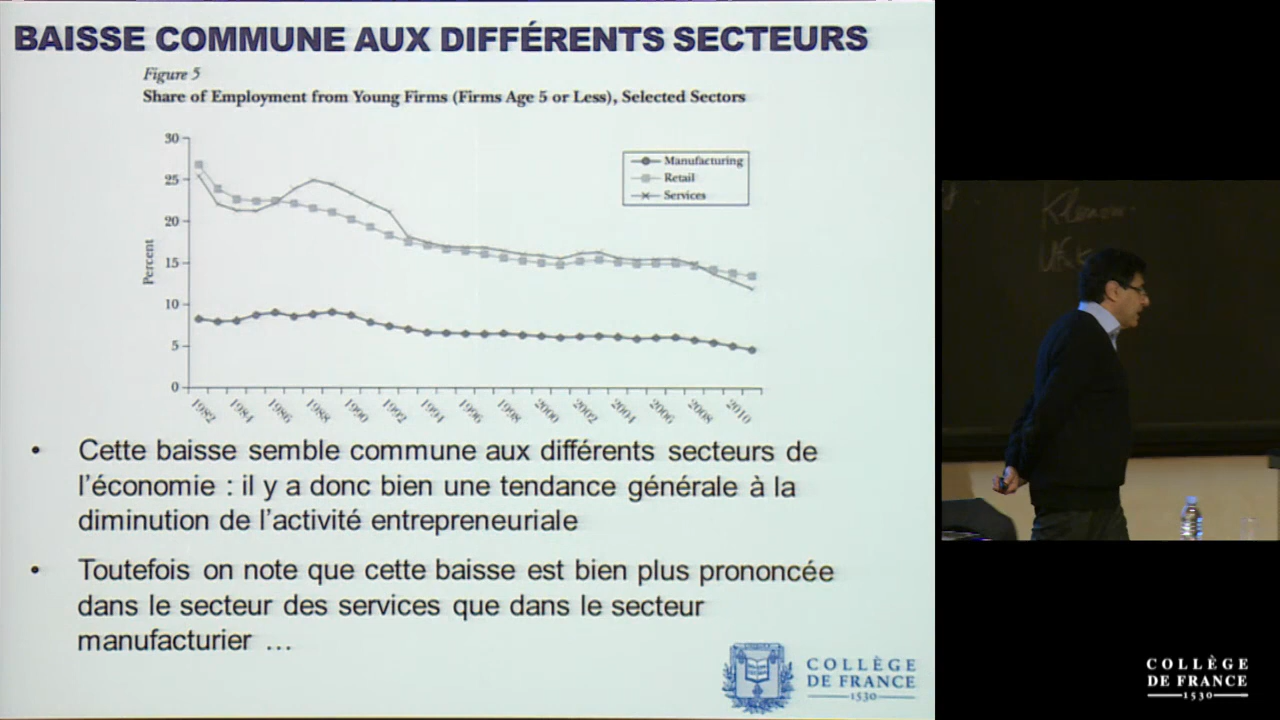 BAISSE COMMUNE AUX DIFFÉRENTS SECTEURS
Figure 5
Share of Employment from Young Firms (Firms Age 5 or Less), Selected Sectors
30
25
20
15
10
5
0
Percent
Manufacturing
Retail
Services
1982
1984
1986
1988
1990
1992
1994
1996
1998
2000
2002
2004
2006
2008
2010
• Cette baisse semble commune aux différents secteurs de
l'économie : il y a donc bien une tendance générale à la
diminution de l'activité entrepreneuriale
• Toutefois on note que cette baisse est bien plus prononcée
dans le secteur des services que dans le secteur
manufacturier …
COLLÈGE
DE FRANCE
1530
COLLÈGE
DE FRANCE
1530